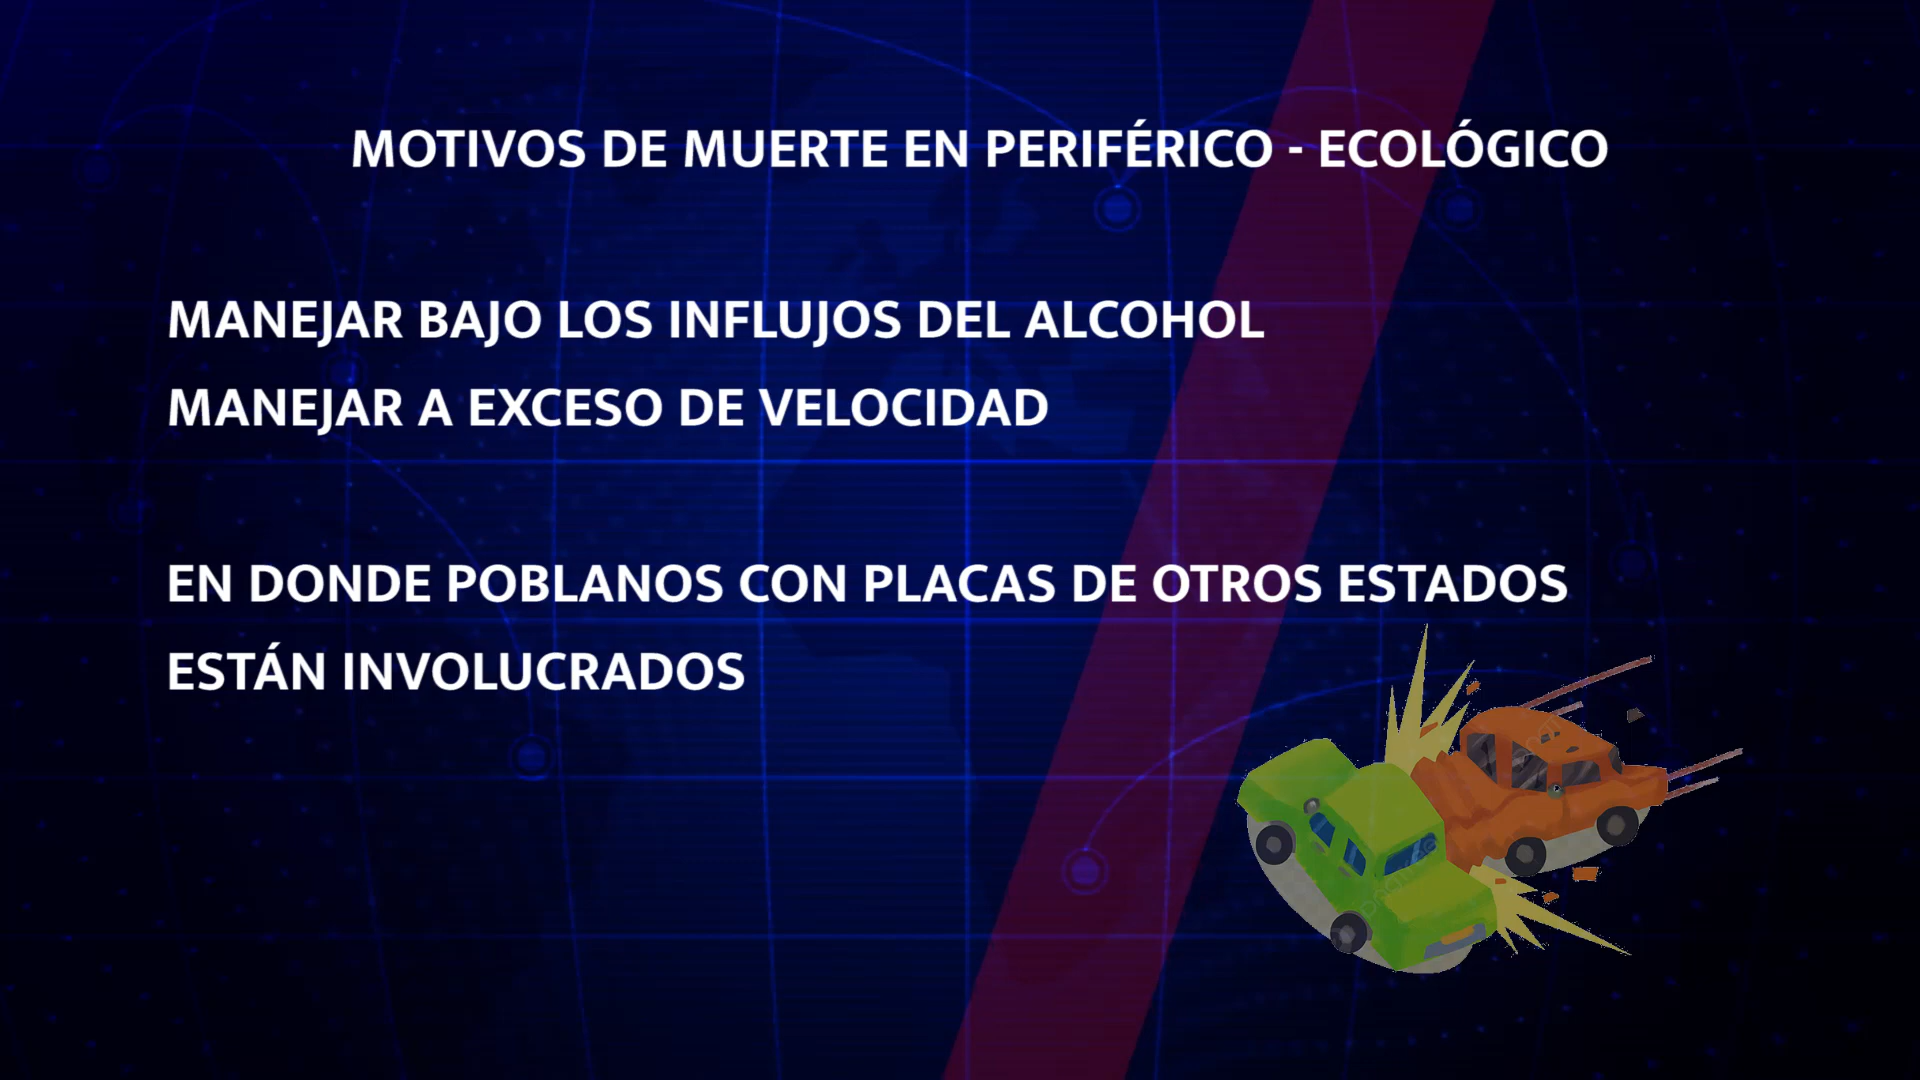 MOTIVOS DE MUERTE EN PERIFÉRICO - ECOLÓGICO
MANEJAR BAJO LOS INFLUJOS DEL ALCOHOL
MANEJAR A EXCESO DE VELOCIDAD
EN DONDE POBLANOS CON PLACAS DE OTROS ESTADOS
ESTÁN INVOLUCRADOS